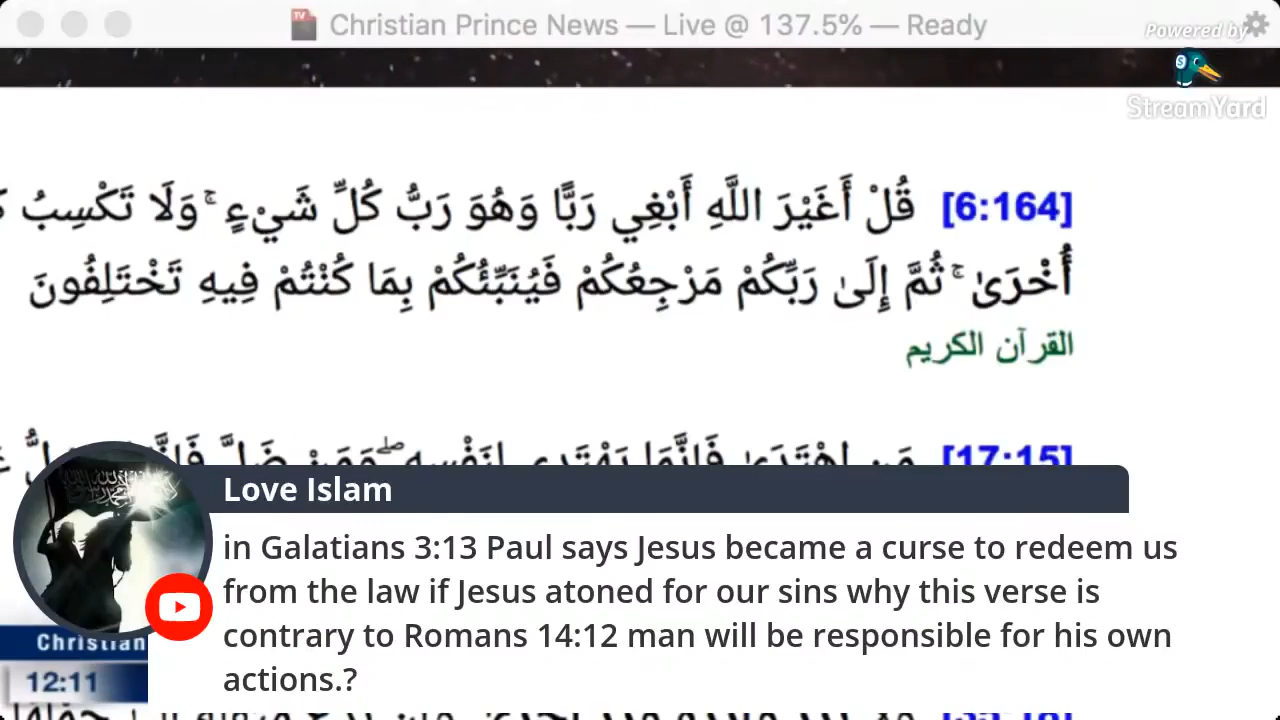 Christian Prince News — Live @ 137.5% — Ready
Powered by
StreamYard
[6:164] قُلْ أَغَيْرَ اللَّهِ أَبْغِي رَبًّا وَهُوَ رَبُّ كُلِّ شَيْءٍ ۚ وَلَا تَكْسِبُ
أُخْرَىٰ ۚ ثُمَّ إِلَىٰ رَبِّكُمْ مَرْجِعُكُمْ فَيُنَبِّئُكُمْ بِمَا كُنْتُمْ فِيهِ تَخْتَلِفُونَ
القرآن الكريم
[17:15] مَنِ اهْتَدَىٰ فَإِنَّمَا يَهْتَدِي لِنَفْسِهِ ۖ وَمَنْ ضَلَّ
Love Islam
in Galatians 3:13 Paul says Jesus became a curse to redeem us
from the law if Jesus atoned for our sins why this verse is
contrary to Romans 14:12 man will be responsible for his own
actions.?
Christian
12:11